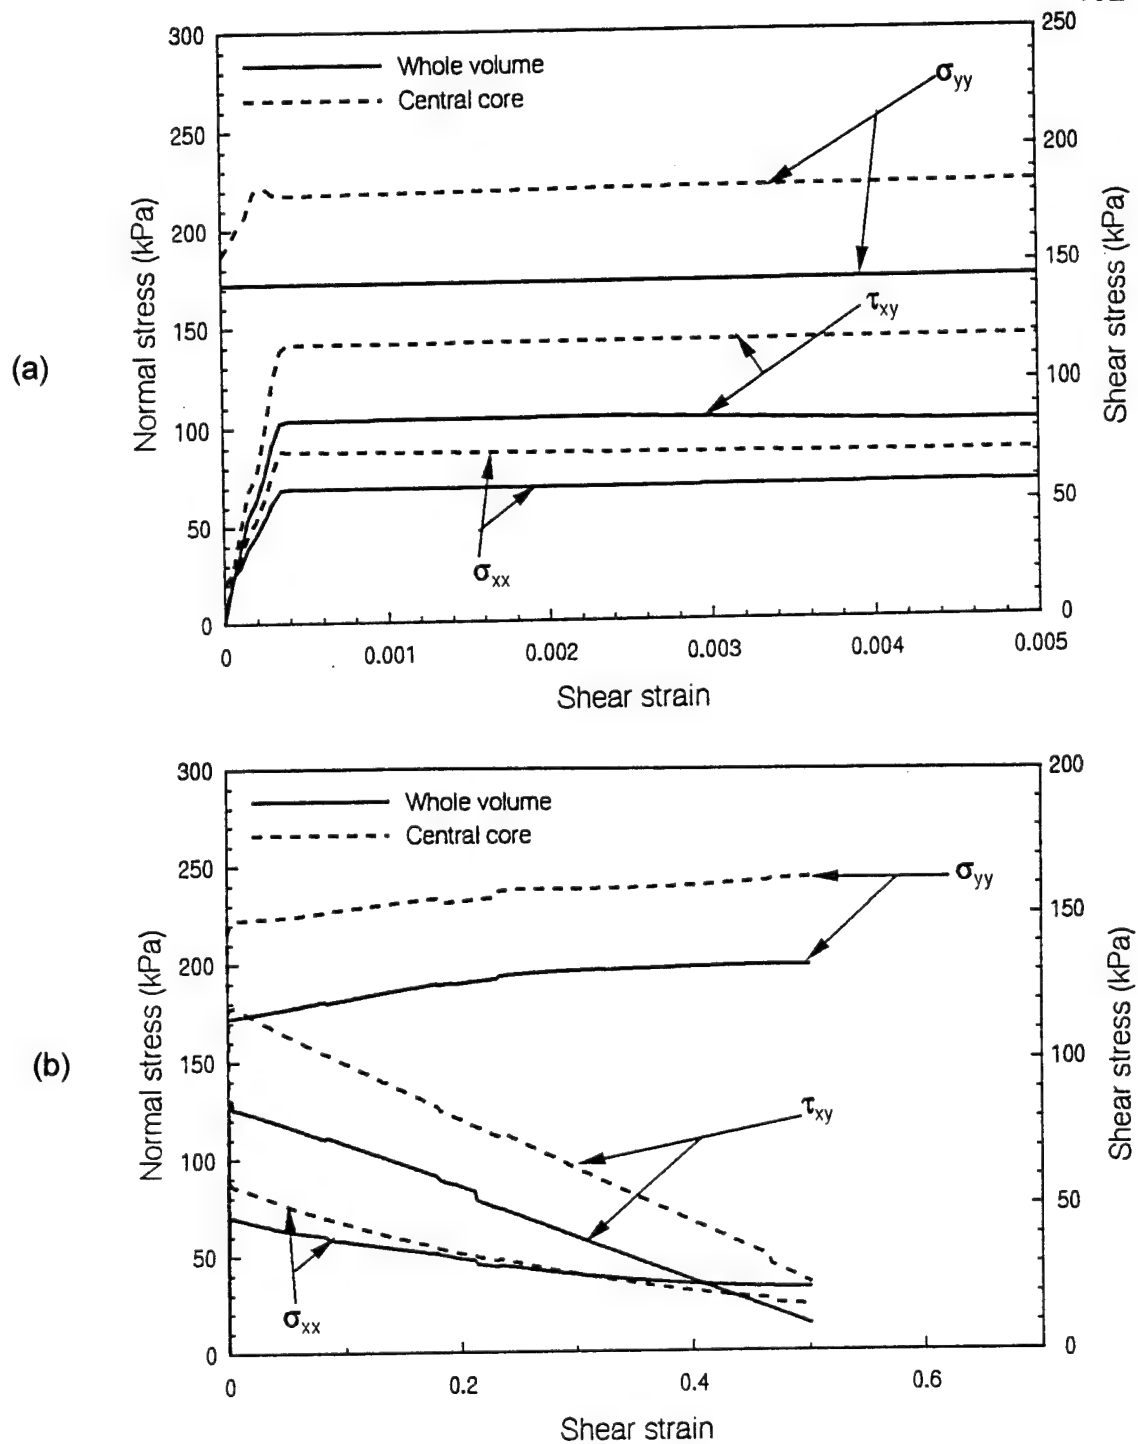 300
250
200
150
100
50
0
Normal stress (kPa)
Whole volume
Central core
σyy
τxy
σxx
250
200
150
100
50
0
Shear stress (kPa)
(a)
0 0.001 0.002 0.003 0.004 0.005
Shear strain
300
250
200
150
100
50
0
Normal stress (kPa)
Whole volume
Central core
σyy
τxy
σxx
200
150
100
50
0
Shear stress (kPa)
(b)
0 0.2 0.4 0.6
Shear strain